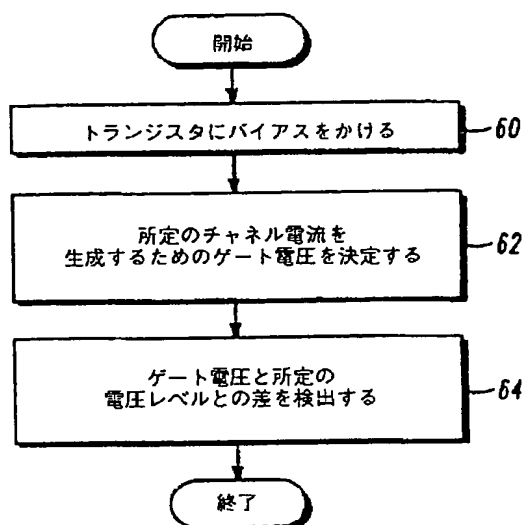 開始
トランジスタにバイアスをかける
60
所定のチャネル電流を
生成するためのゲート電圧を決定する
62
ゲート電圧と所定の
電圧レベルとの差を検出する
64
終了